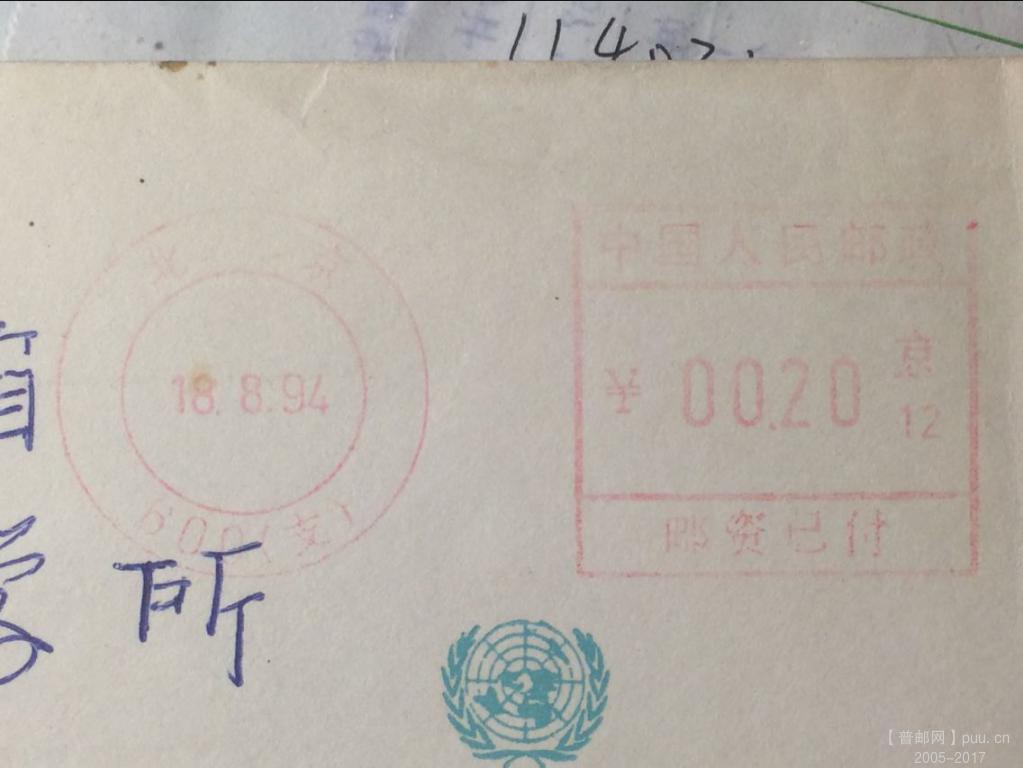 114.02.
北 京
18.8.94
600(支)
中国人民邮政
¥ 00.20
京
12
邮资已付
所
【普邮网】puu.cn
2005-2017